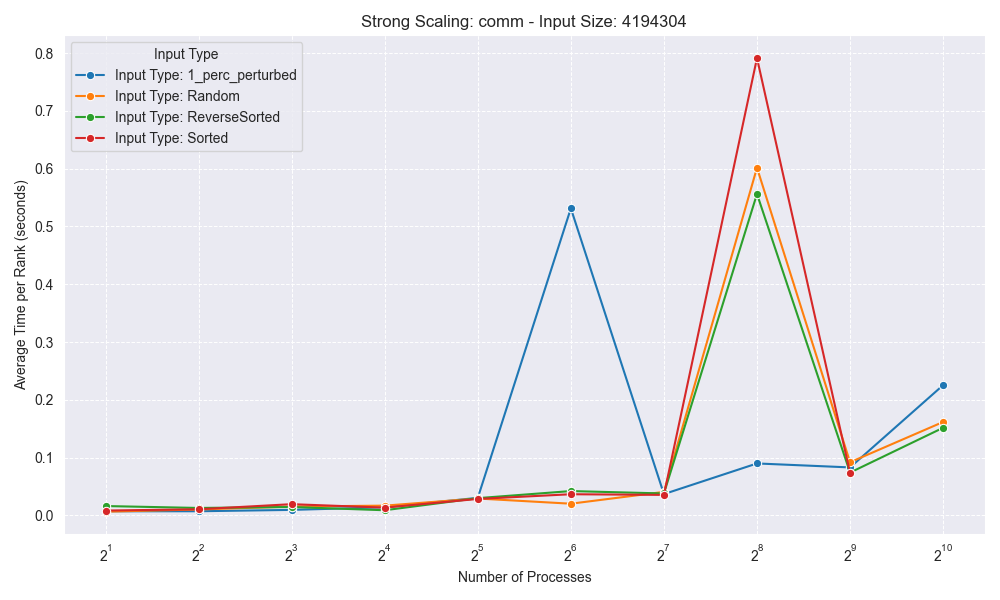 Strong Scaling: comm - Input Size: 4194304
Input Type
Input Type: 1_perc_perturbed
Input Type: Random
Input Type: ReverseSorted
Input Type: Sorted
Average Time per Rank (seconds)
0.8
0.7
0.6
0.5
0.4
0.3
0.2
0.1
0.0
2^1 2^2 2^3 2^4 2^5 2^6 2^7 2^8 2^9 2^10
Number of Processes